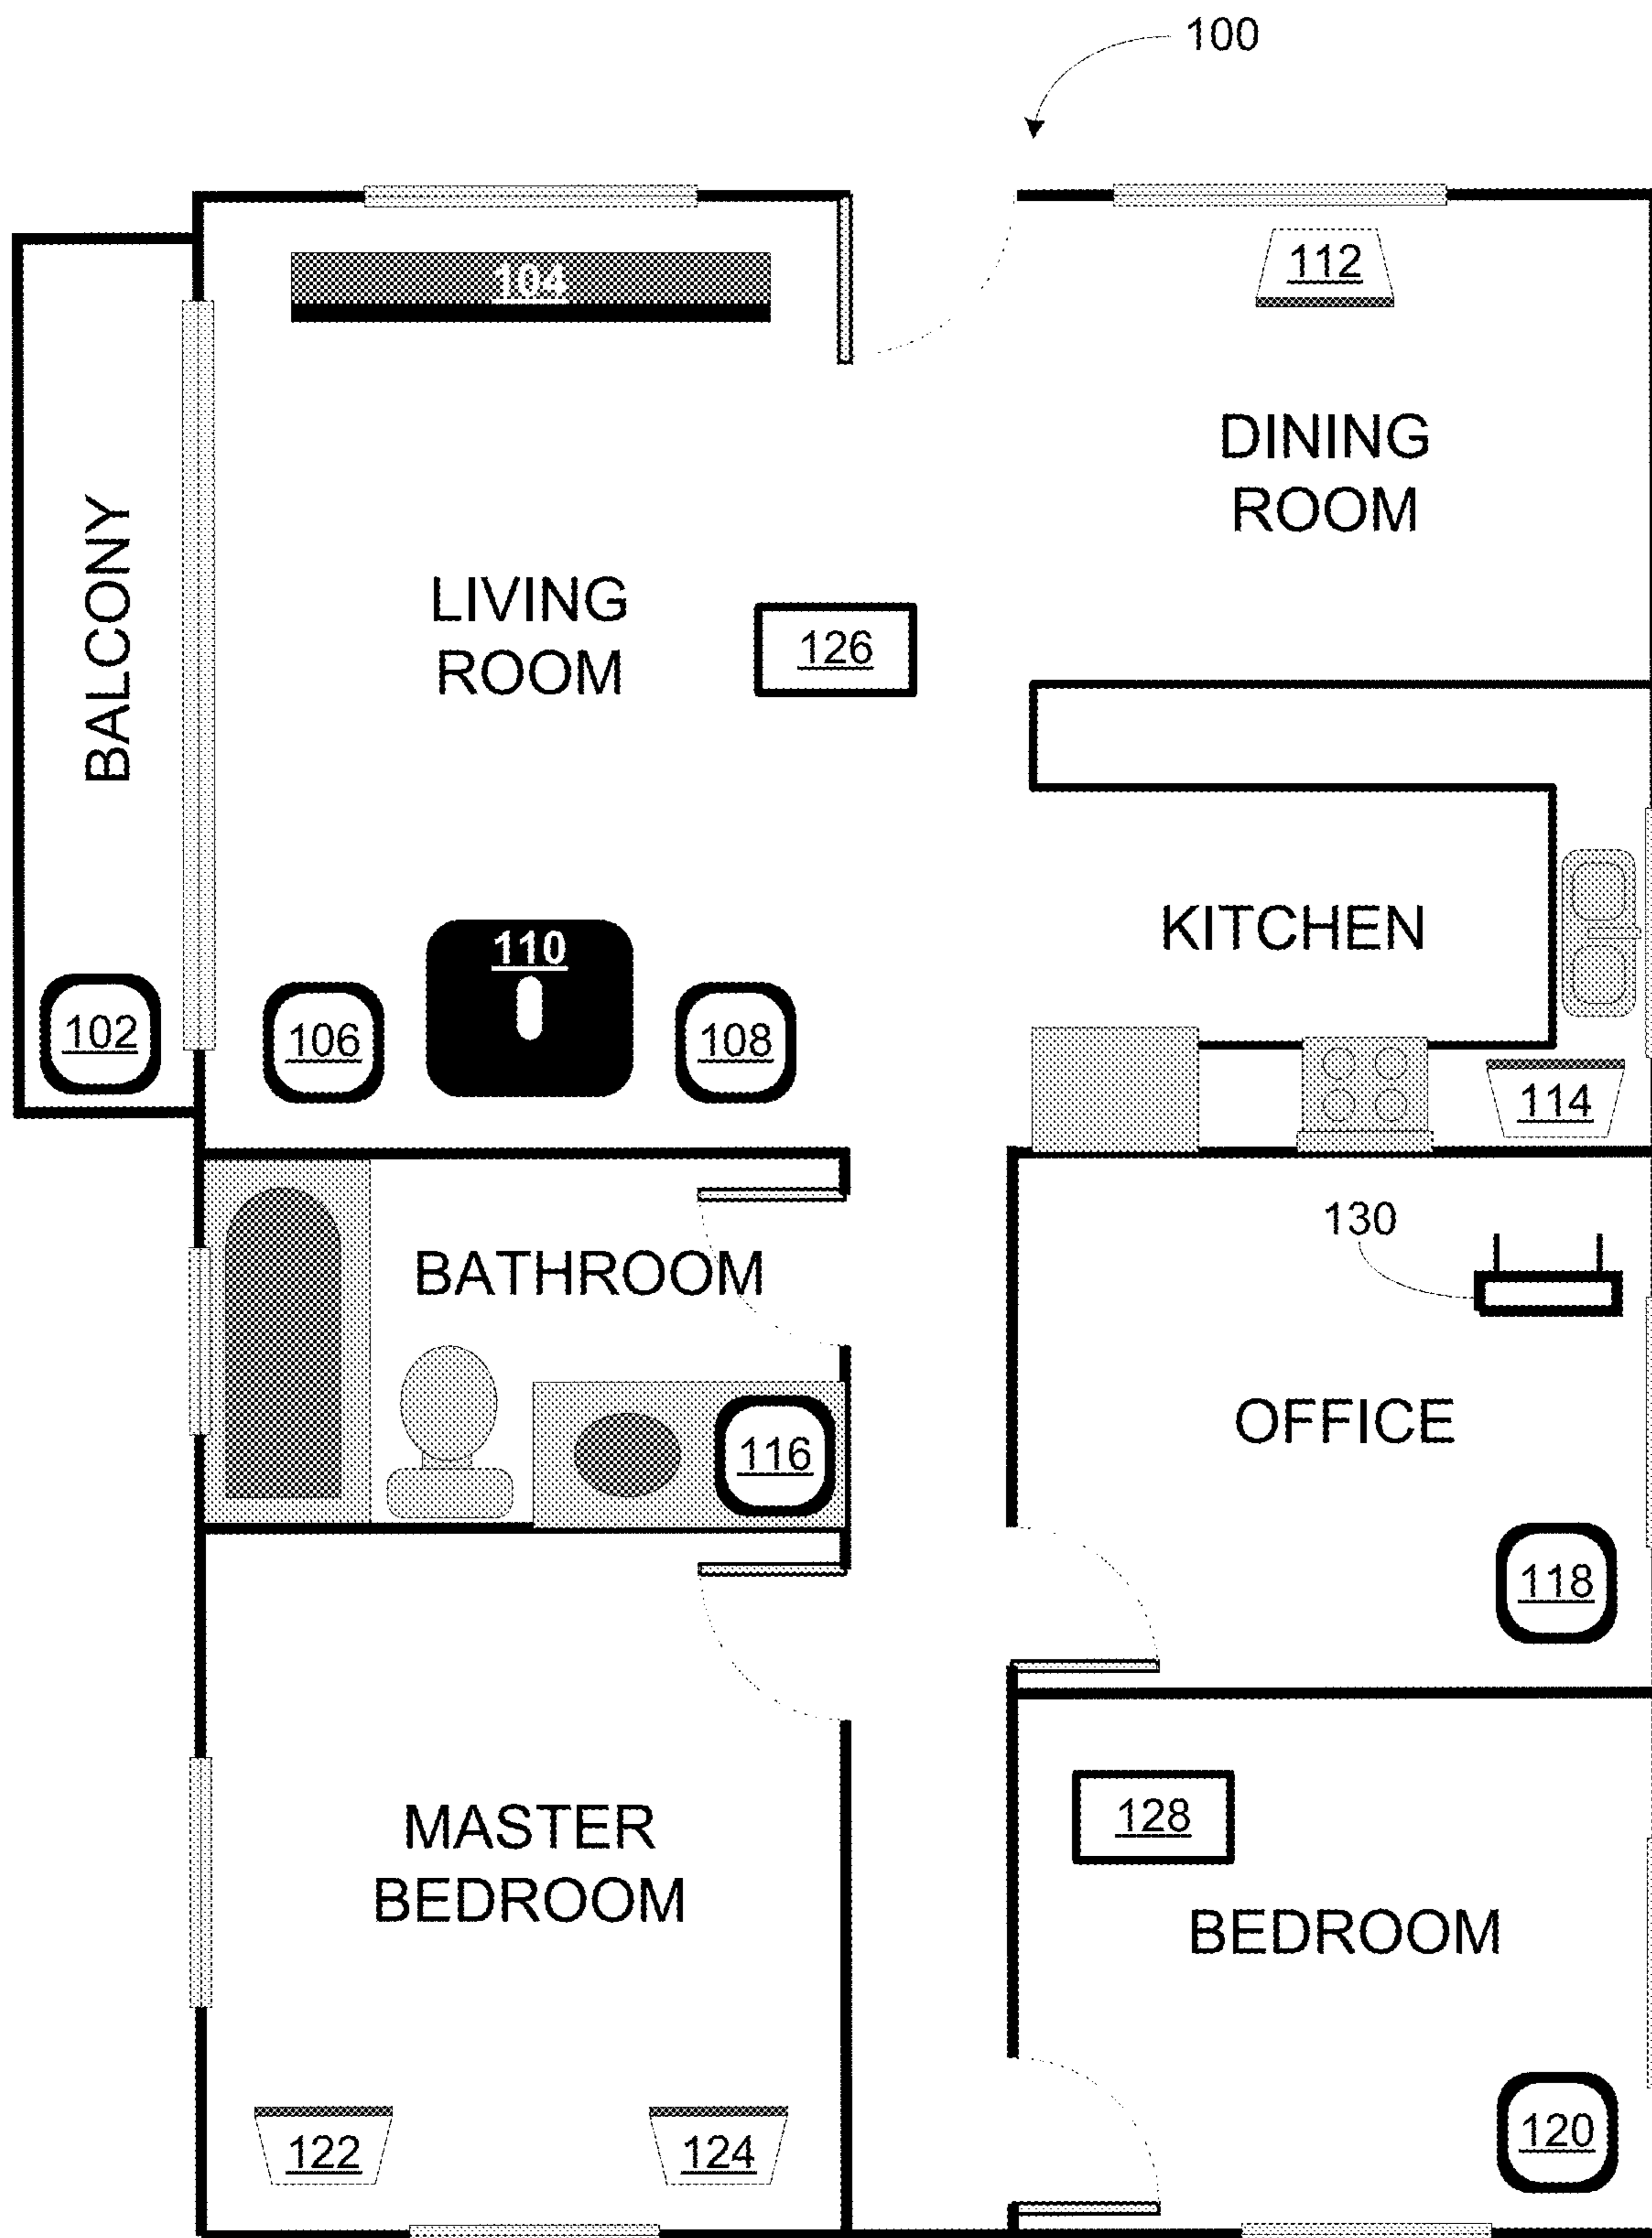 100
104
112
DINING
ROOM
BALCONY
LIVING
ROOM
126
KITCHEN
110
102
106
108
114
130
BATHROOM
OFFICE
116
118
MASTER
BEDROOM
128
BEDROOM
122
124
120